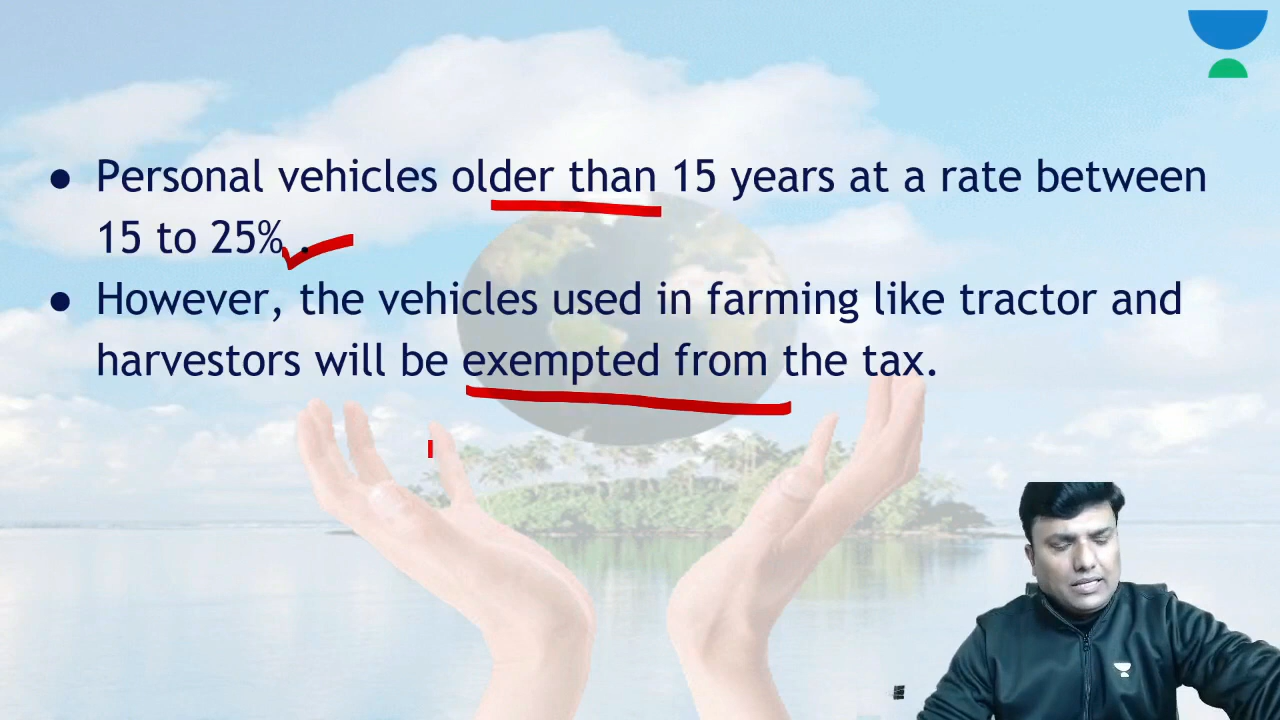 ● Personal vehicles older than 15 years at a rate between
15 to 25% .
● However, the vehicles used in farming like tractor and
harvestors will be exempted from the tax.